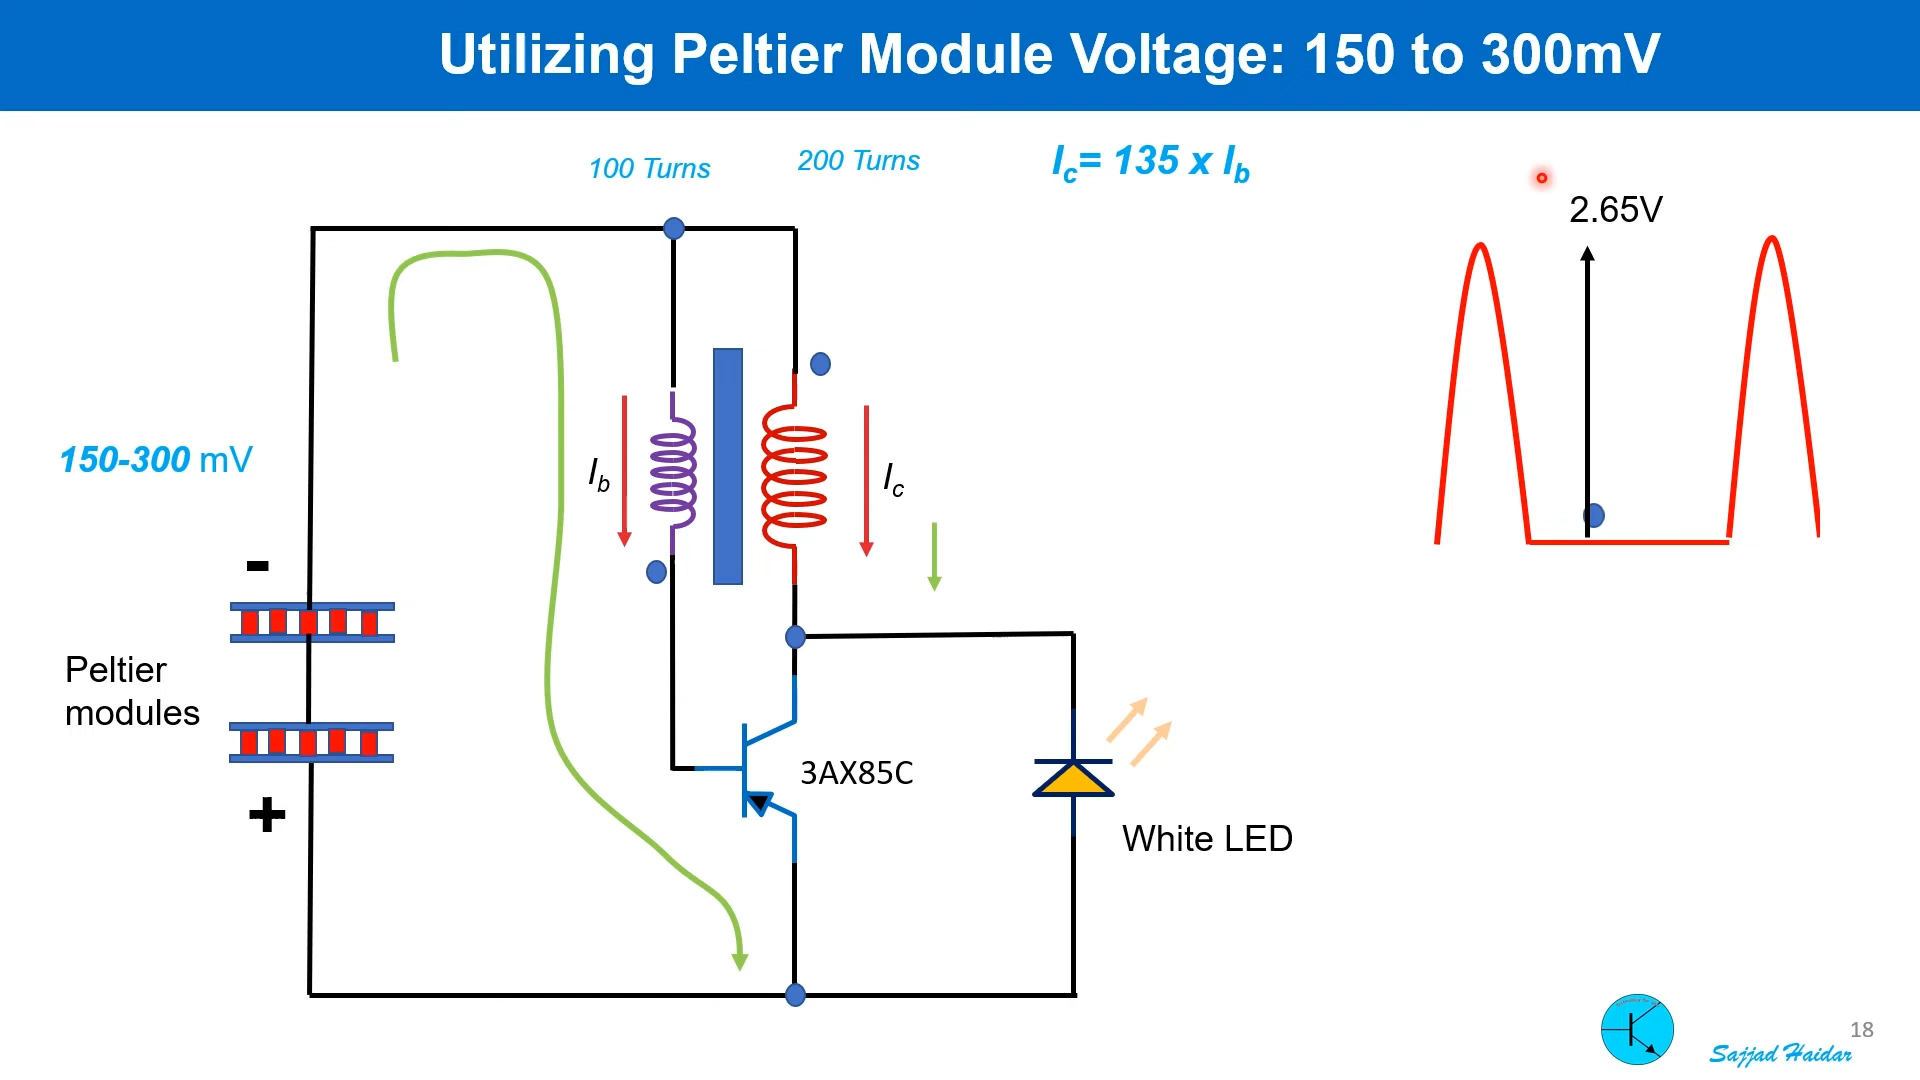 Utilizing Peltier Module Voltage: 150 to 300mV
100 Turns
200 Turns
Ic= 135 x Ib
2.65V
150-300 mV
Ib
Ic
-
Peltier
modules
+
3AX85C
White LED
18
Sajjad Haidar